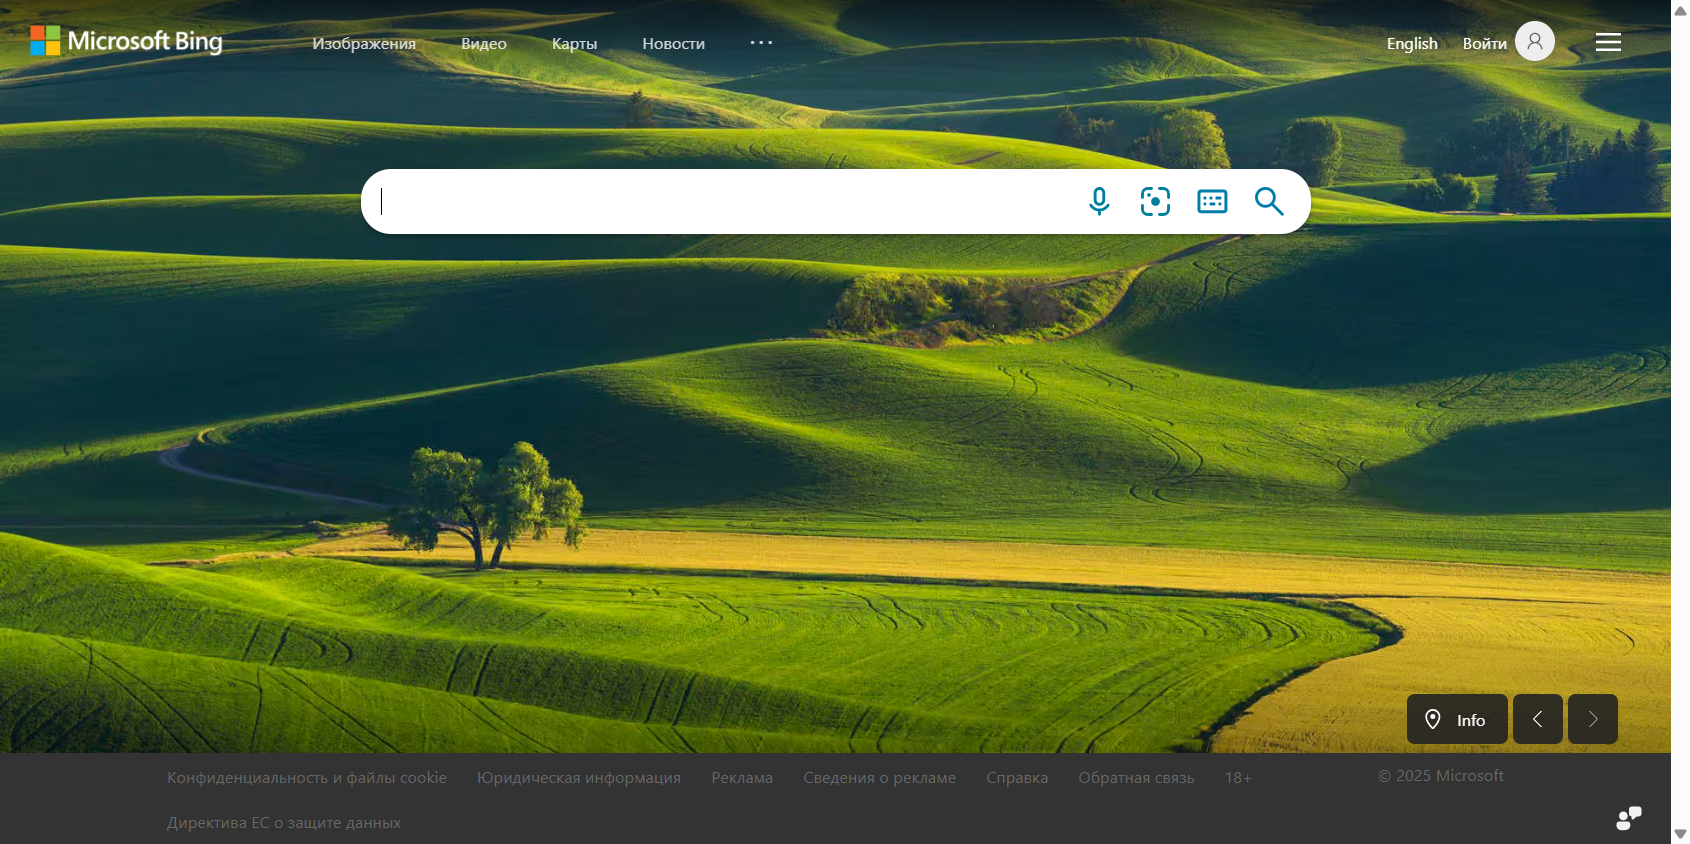 Microsoft Bing
Изображения Видео Карты Новости ...
English Войти
Info
Конфиденциальность и файлы cookie Юридическая информация Реклама Сведения о рекламе Справка Обратная связь 18+ © 2025 Microsoft
Директива ЕС о защите данных